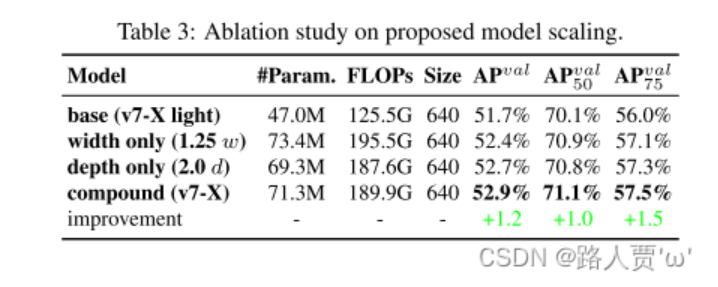 Table 3: Ablation study on proposed model scaling.
Model #Param. FLOPs Size AP^val AP^val_50 AP^val_75
base (v7-X light) 47.0M 125.5G 640 51.7% 70.1% 56.0%
width only (1.25 w) 73.4M 195.5G 640 52.4% 70.9% 57.1%
depth only (2.0 d) 69.3M 187.6G 640 52.7% 70.8% 57.3%
compound (v7-X) 71.3M 189.9G 640 52.9% 71.1% 57.5%
improvement - - - +1.2 +1.0 +1.5
CSDN @路人贾'ω'